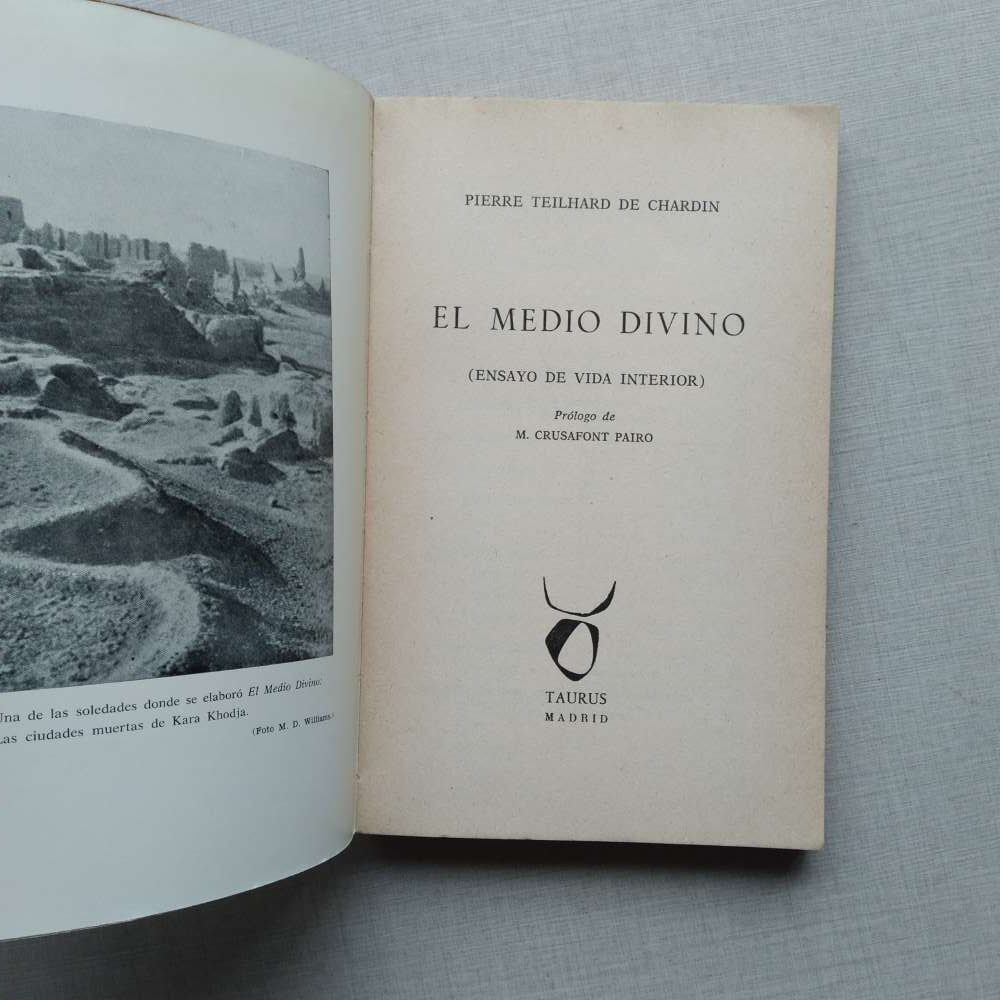 Una de las soledades donde se elaboró El Medio Divino:
Las ciudades muertas de Kara Khodja.
(Foto M. D. Williams.)
PIERRE TEILHARD DE CHARDIN
EL MEDIO DIVINO
(ENSAYO DE VIDA INTERIOR)
Prólogo de
M. CRUSAFONT PAIRO
TAURUS
MADRID